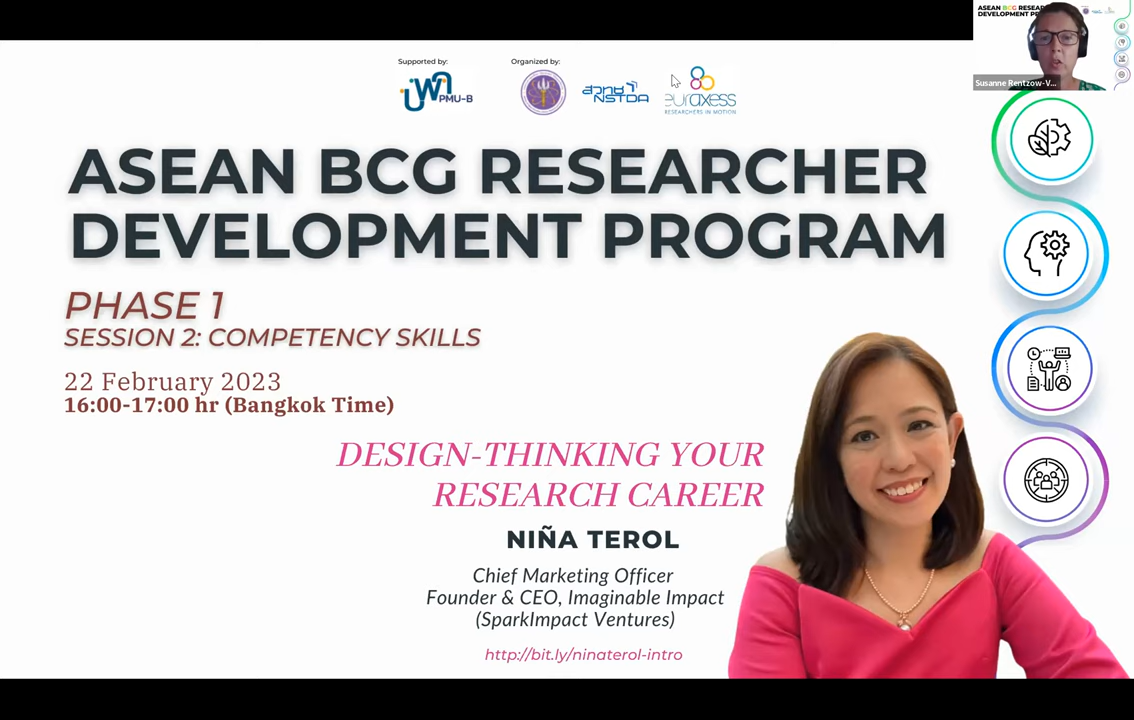 Supported by:
Organized by:
PMU-B
สวทช
NSTDA
euraxess
RESEARCHERS IN MOTION
ASEAN BCG RESEARCHER
DEVELOPMENT PROGRAM
PHASE 1
SESSION 2: COMPETENCY SKILLS
22 February 2023
16:00-17:00 hr (Bangkok Time)
DESIGN-THINKING YOUR
RESEARCH CAREER
NIÑA TEROL
Chief Marketing Officer
Founder & CEO, Imaginable Impact
(SparkImpact Ventures)
http://bit.ly/ninaterol-intro
ASEAN BCG
DEVELOPMENT
Susanne Rentzow-V...